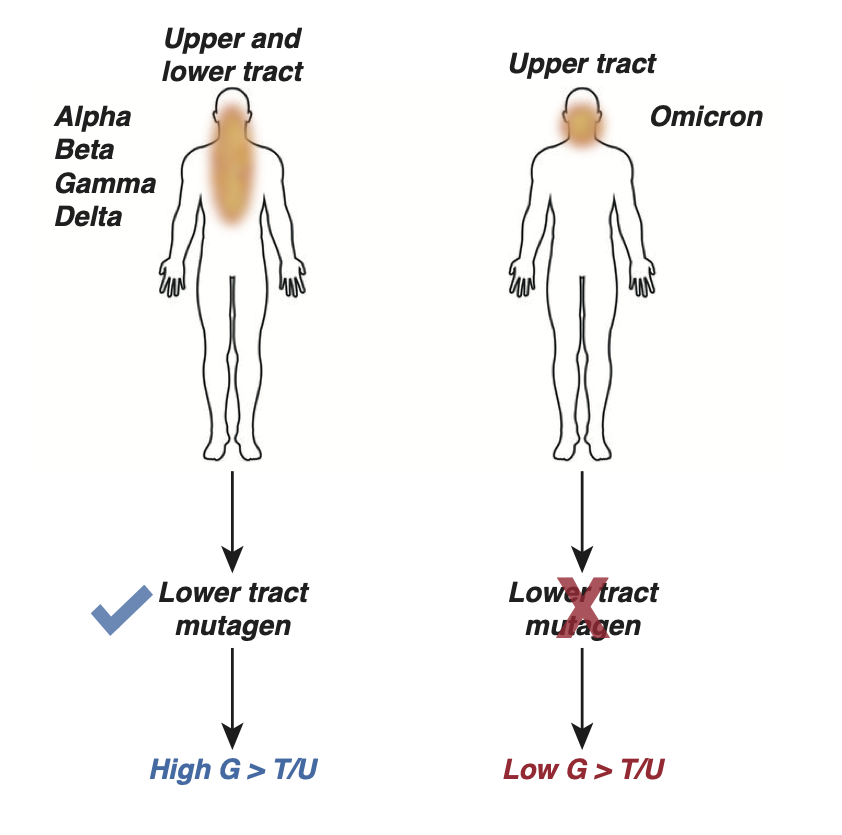 Upper and
lower tract
Alpha
Beta
Gamma
Delta
Lower tract
mutagen
High G > T/U
Upper tract
Omicron
Lower tract
mutagen
Low G > T/U